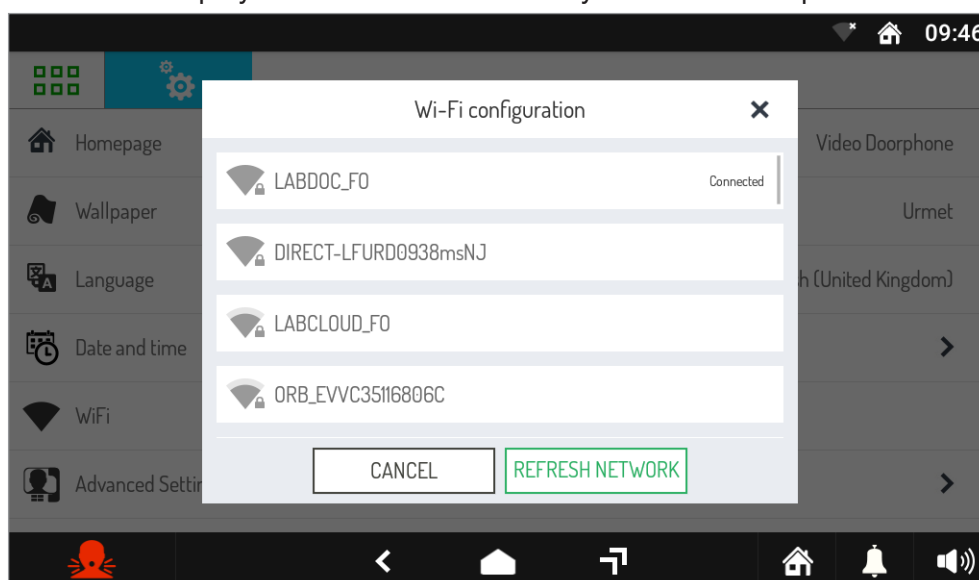 09:46
Wi-Fi configuration
Homepage
Video Doorphone
LABDOC_FO
Connected
Wallpaper
Urmet
DIRECT-LFURD0938msNJ
Language
(United Kingdom)
LABCLOUD_FO
Date and time
ORB_EVVC35116806C
WiFi
CANCEL
REFRESH NETWORK
Advanced